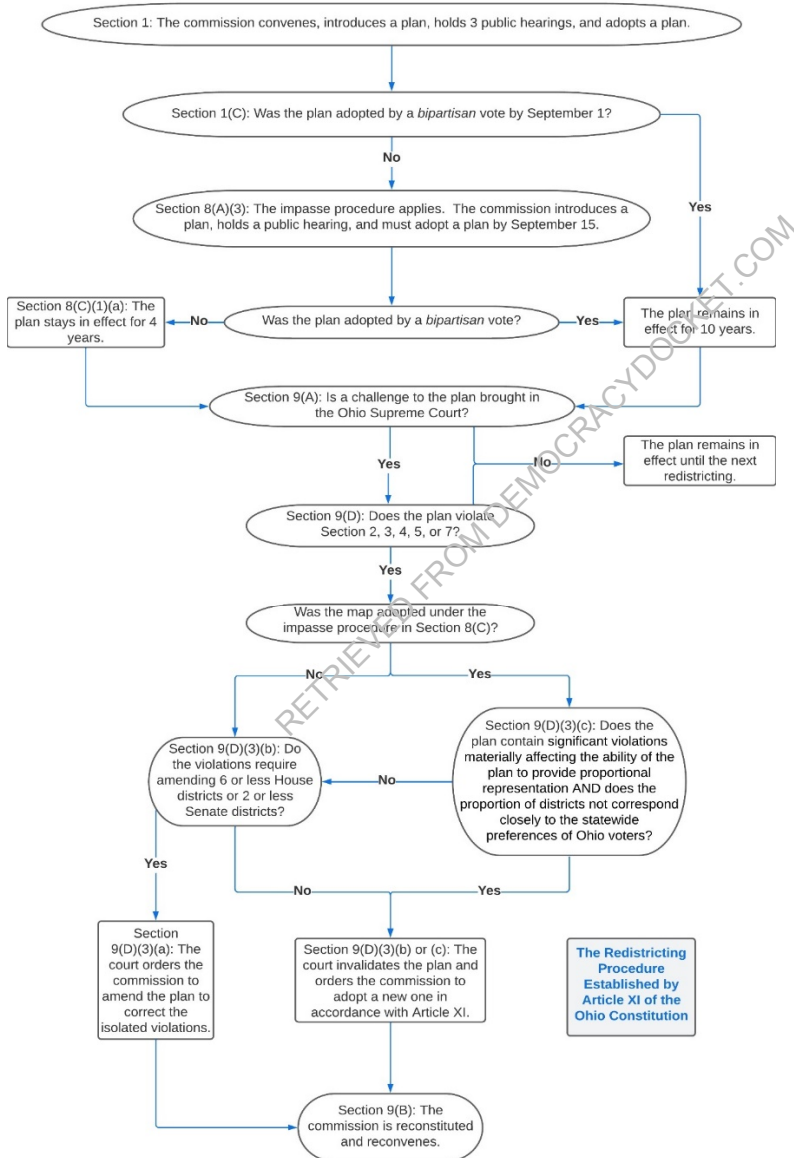 Section 1: The commission convenes, introduces a plan, holds 3 public hearings, and adopts a plan.
Section 1(C): Was the plan adopted by a bipartisan vote by September 1?
No
Yes
Section 8(A)(3): The impasse procedure applies. The commission introduces a
plan, holds a public hearing, and must adopt a plan by September 15.
Section 8(C)(1)(a): The
plan stays in effect for 4
years.
No
Was the plan adopted by a bipartisan vote?
Yes
The plan remains in
effect for 10 years.
Section 9(A): Is a challenge to the plan brought in
the Ohio Supreme Court?
Yes
No
The plan remains in
effect until the next
redistricting.
Section 9(D): Does the plan violate
Section 2, 3, 4, 5, or 7?
Yes
Was the map adopted under the
impasse procedure in Section 8(C)?
No
Yes
Section 9(D)(3)(b): Do
the violations require
amending 6 or less House
districts or 2 or less
Senate districts?
No
Section 9(D)(3)(c): Does the
plan contain significant violations
materially affecting the ability of the
plan to provide proportional
representation AND does the
proportion of districts not correspond
closely to the statewide
preferences of Ohio voters?
Yes
No
Yes
Section
9(D)(3)(a): The
court orders the
commission to
amend the plan to
correct the
isolated violations.
Section 9(D)(3)(b) or (c): The
court invalidates the plan and
orders the commission to
adopt a new one in
accordance with Article XI.
The Redistricting
Procedure
Established by
Article XI of the
Ohio Constitution
Section 9(B): The
commission is reconstituted
and reconvenes.
RETRIEVED FROM DEMOCRACYDOCKET.COM